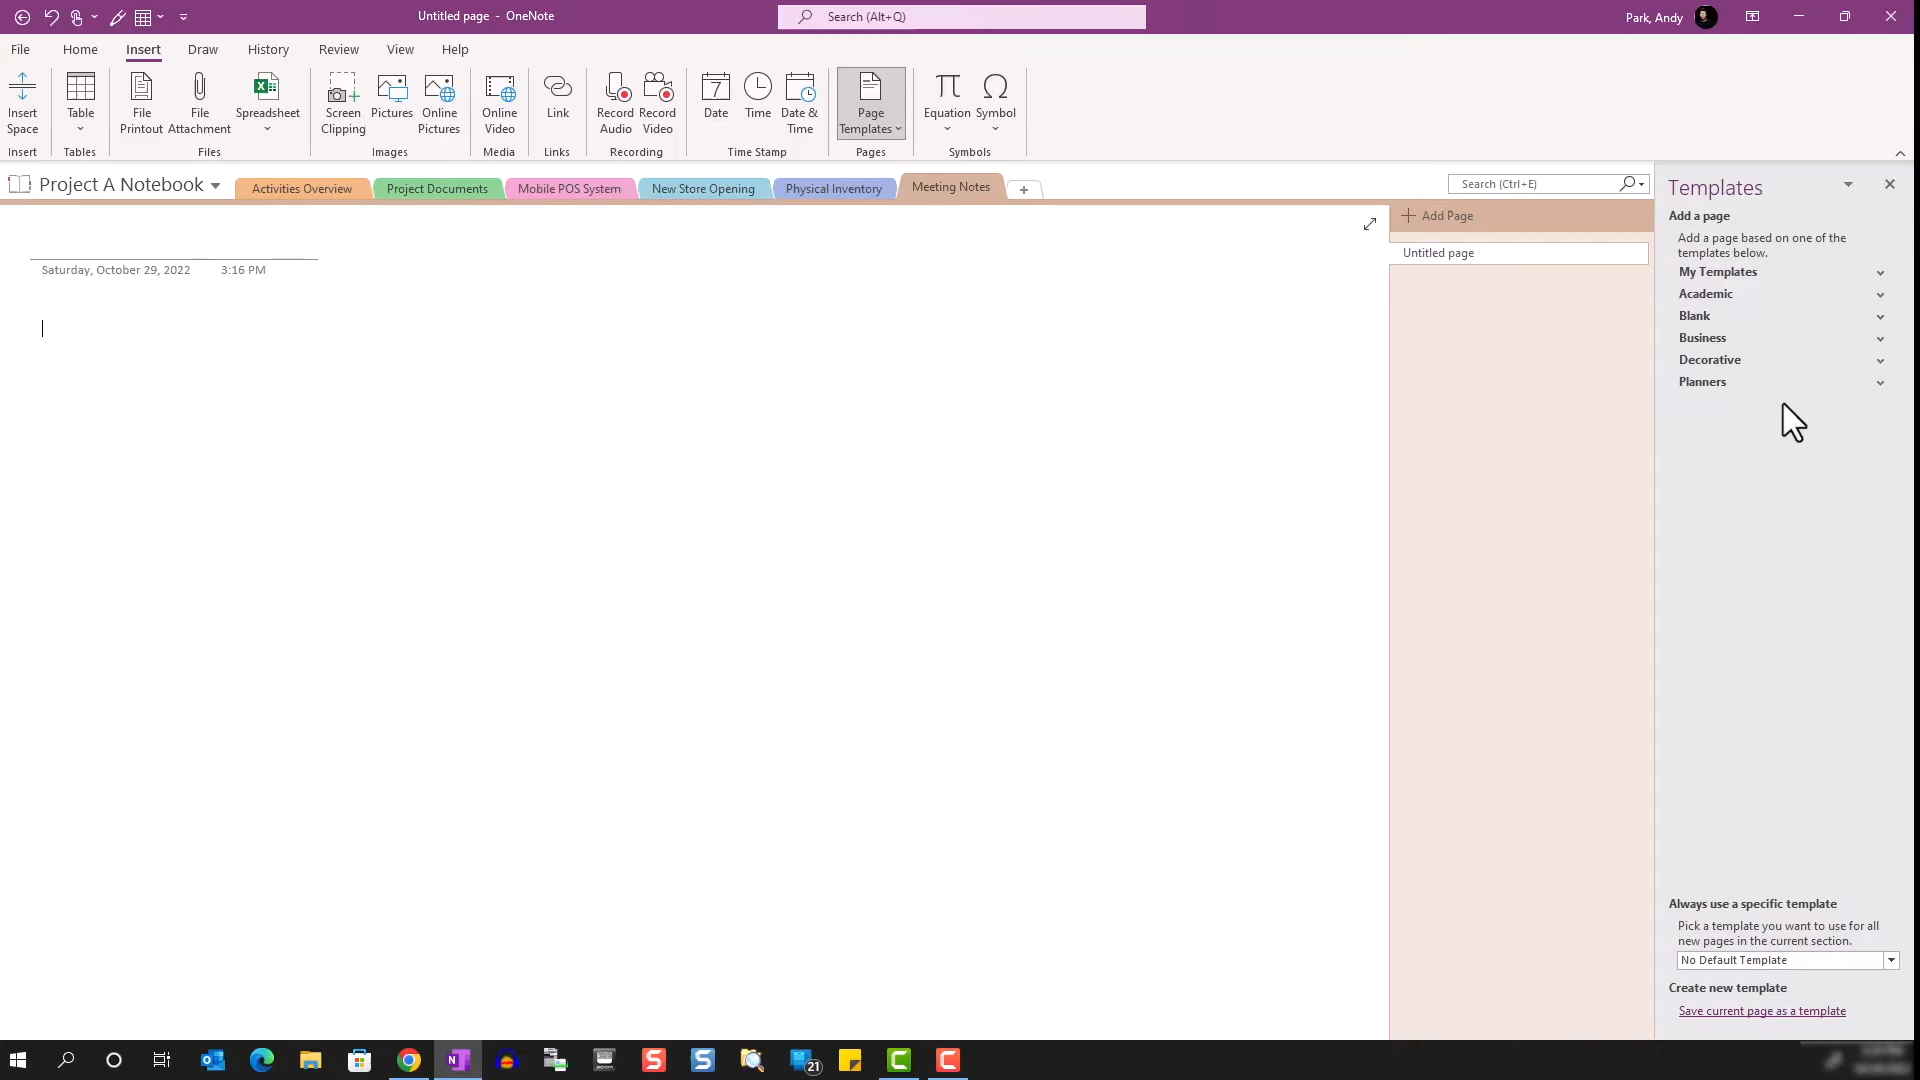 Untitled page - OneNote
Search (Alt+Q)
Park, Andy
File Home Insert Draw History Review View Help
Insert Space
Table
File Printout
File Attachment
Spreadsheet
Screen Clipping
Pictures
Online Pictures
Online Video
Link
Record Audio
Record Video
7
Date
Time
Date & Time
Page Templates
π
Equation
Ω
Symbol
Insert Tables Files Images Media Links Recording Time Stamp Pages Symbols
Project A Notebook
Activities Overview
Project Documents
Mobile POS System
New Store Opening
Physical Inventory
Meeting Notes
Search (Ctrl+E)
Saturday, October 29, 2022 3:16 PM
Add Page
Untitled page
Templates
Add a page
Add a page based on one of the
templates below.
My Templates
Academic
Blank
Business
Decorative
Planners
Always use a specific template
Pick a template you want to use for all
new pages in the current section.
No Default Template
Create new template
Save current page as a template
zoom
21